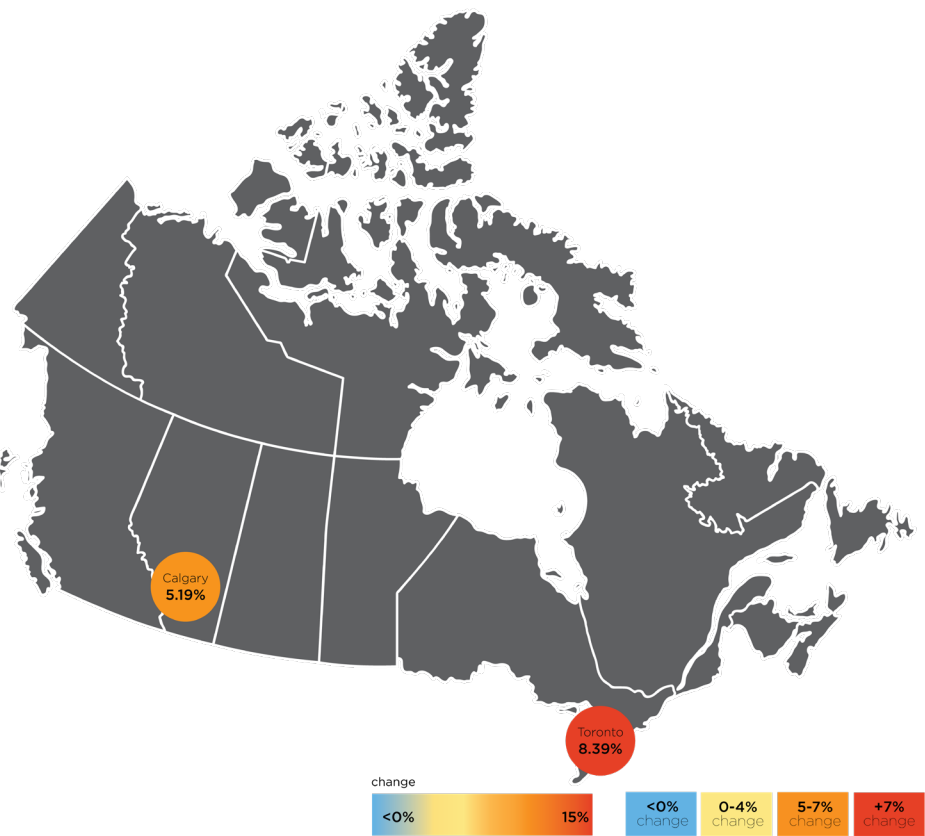 Calgary
5.19%
Toronto
8.39%
change
<0%
15%
<0%
change
0-4%
change
5-7%
change
+7%
change